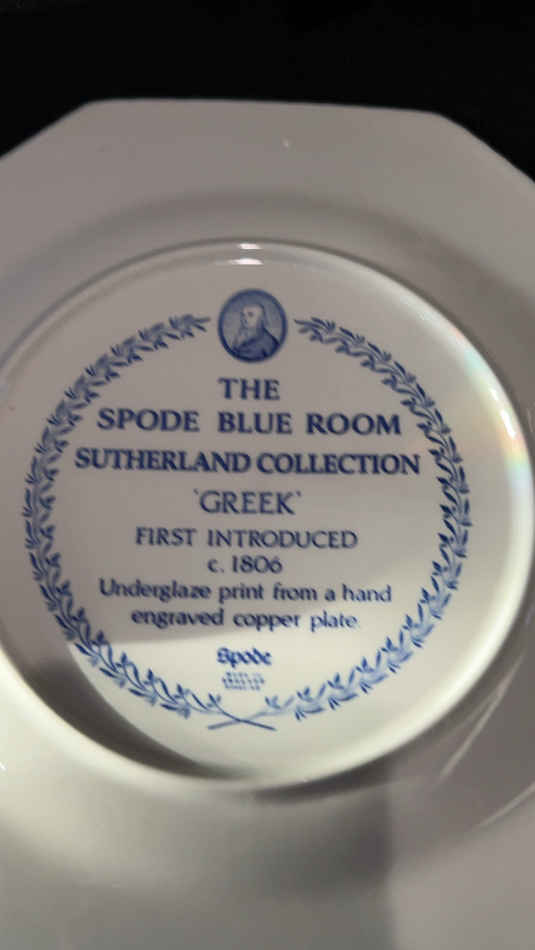 THE
SPODE BLUE ROOM
SUTHERLAND COLLECTION
'GREEK'
FIRST INTRODUCED
c. 1806
Underglaze print from a hand
engraved copper plate.
Spode